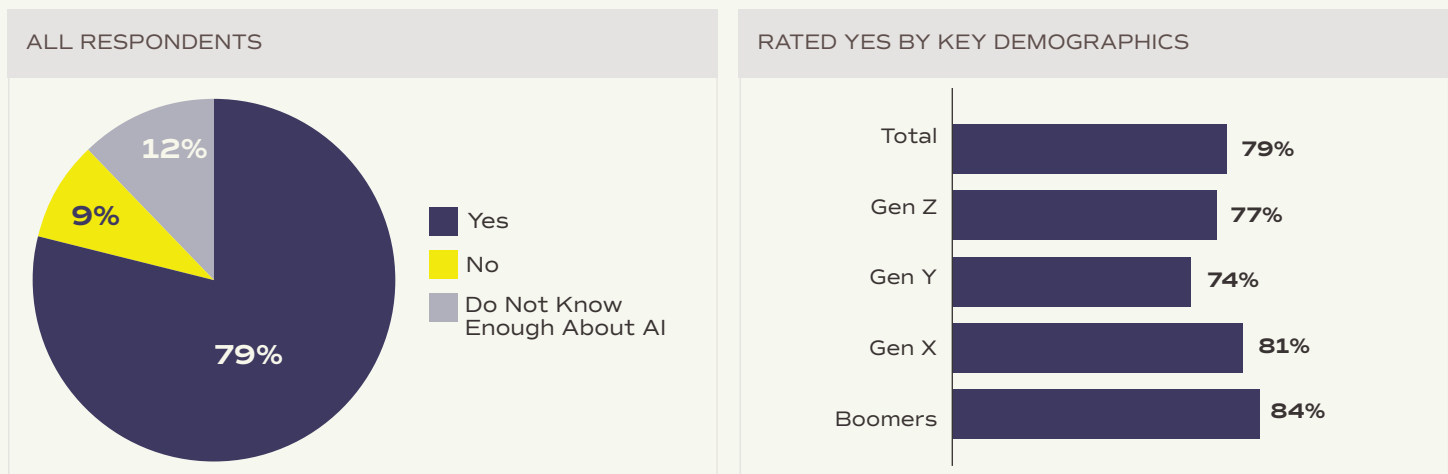 ALL RESPONDENTS
12%
9%
79%
Yes
No
Do Not Know
Enough About AI
RATED YES BY KEY DEMOGRAPHICS
Total 79%
Gen Z 77%
Gen Y 74%
Gen X 81%
Boomers 84%